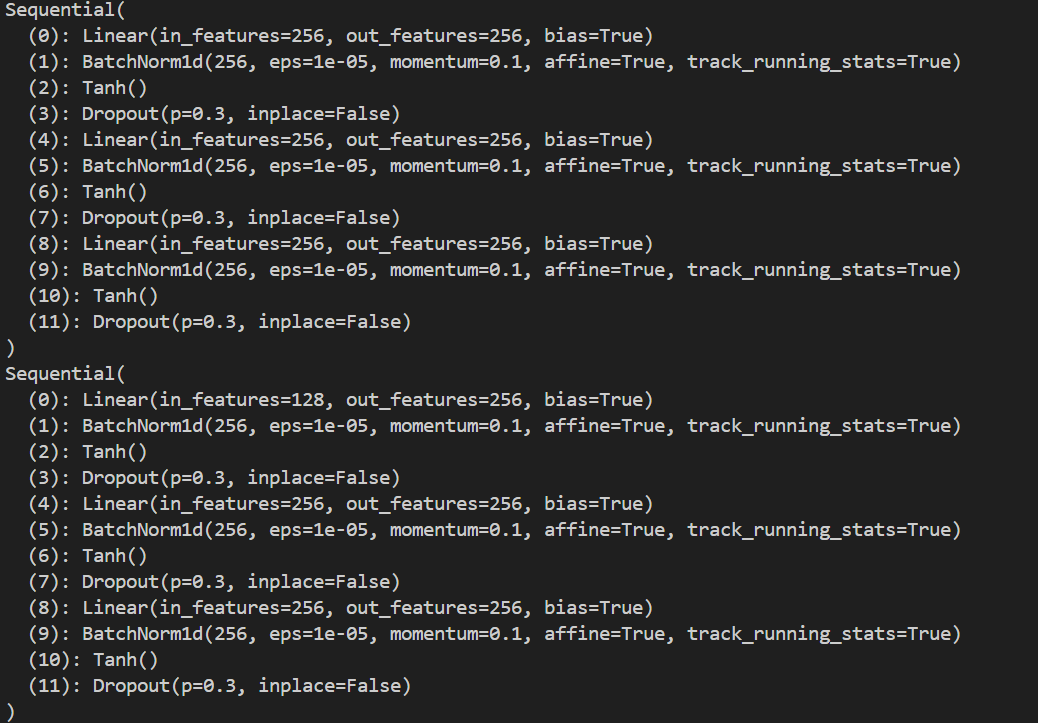 Sequential(
  (0): Linear(in_features=256, out_features=256, bias=True)
  (1): BatchNorm1d(256, eps=1e-05, momentum=0.1, affine=True, track_running_stats=True)
  (2): Tanh()
  (3): Dropout(p=0.3, inplace=False)
  (4): Linear(in_features=256, out_features=256, bias=True)
  (5): BatchNorm1d(256, eps=1e-05, momentum=0.1, affine=True, track_running_stats=True)
  (6): Tanh()
  (7): Dropout(p=0.3, inplace=False)
  (8): Linear(in_features=256, out_features=256, bias=True)
  (9): BatchNorm1d(256, eps=1e-05, momentum=0.1, affine=True, track_running_stats=True)
  (10): Tanh()
  (11): Dropout(p=0.3, inplace=False)
)
Sequential(
  (0): Linear(in_features=128, out_features=256, bias=True)
  (1): BatchNorm1d(256, eps=1e-05, momentum=0.1, affine=True, track_running_stats=True)
  (2): Tanh()
  (3): Dropout(p=0.3, inplace=False)
  (4): Linear(in_features=256, out_features=256, bias=True)
  (5): BatchNorm1d(256, eps=1e-05, momentum=0.1, affine=True, track_running_stats=True)
  (6): Tanh()
  (7): Dropout(p=0.3, inplace=False)
  (8): Linear(in_features=256, out_features=256, bias=True)
  (9): BatchNorm1d(256, eps=1e-05, momentum=0.1, affine=True, track_running_stats=True)
  (10): Tanh()
  (11): Dropout(p=0.3, inplace=False)
)